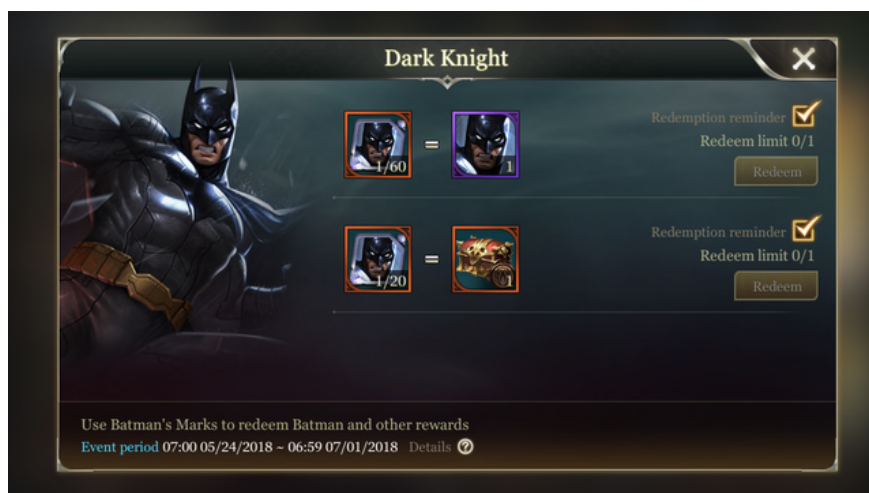 Dark Knight
1/60 = 1
Redemption reminder
Redeem limit 0/1
Redeem
1/20 = 1
Redemption reminder
Redeem limit 0/1
Redeem
Use Batman's Marks to redeem Batman and other rewards
Event period 07:00 05/24/2018 ~ 06:59 07/01/2018 Details ?